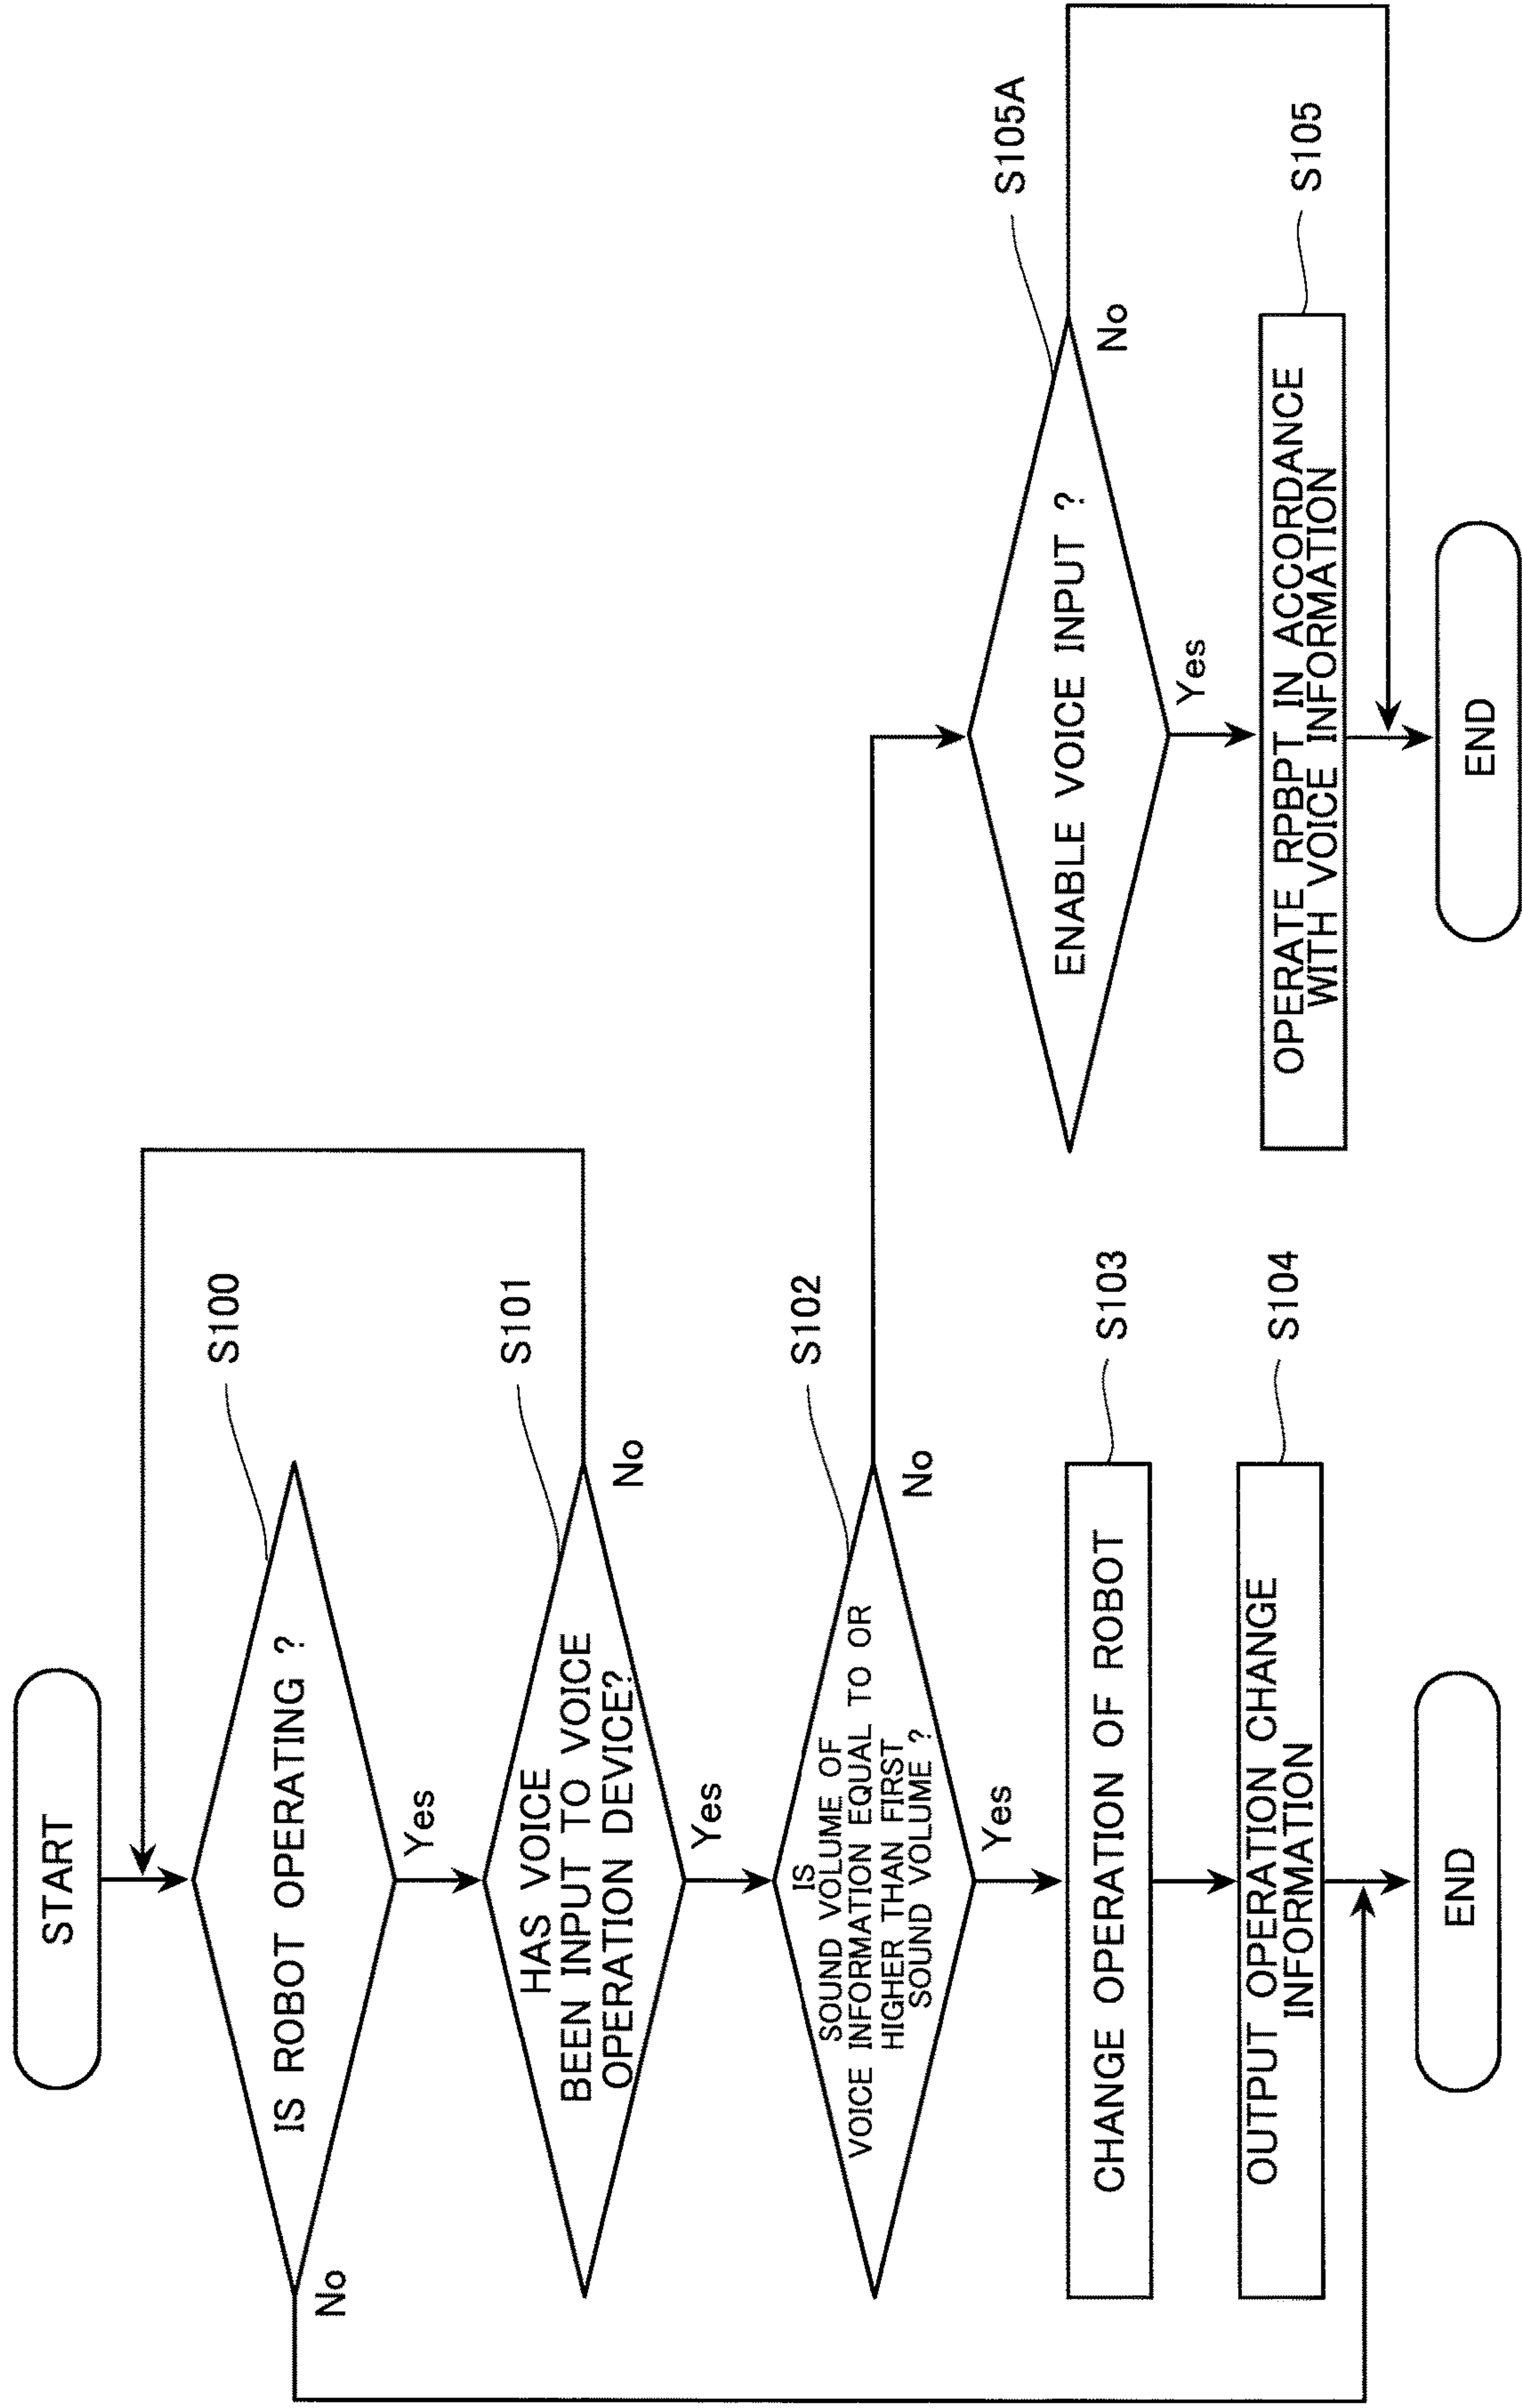 START
IS ROBOT OPERATING ?
S100
No
Yes
HAS VOICE
BEEN INPUT TO VOICE
OPERATION DEVICE?
S101
No
Yes
IS
SOUND VOLUME OF
VOICE INFORMATION EQUAL TO OR
HIGHER THAN FIRST
SOUND VOLUME ?
S102
No
Yes
CHANGE OPERATION OF ROBOT
S103
OUTPUT OPERATION CHANGE
INFORMATION
S104
END
ENABLE VOICE INPUT ?
S105A
No
Yes
OPERATE RPBPT IN ACCORDANCE
WITH VOICE INFORMATION
S105
END